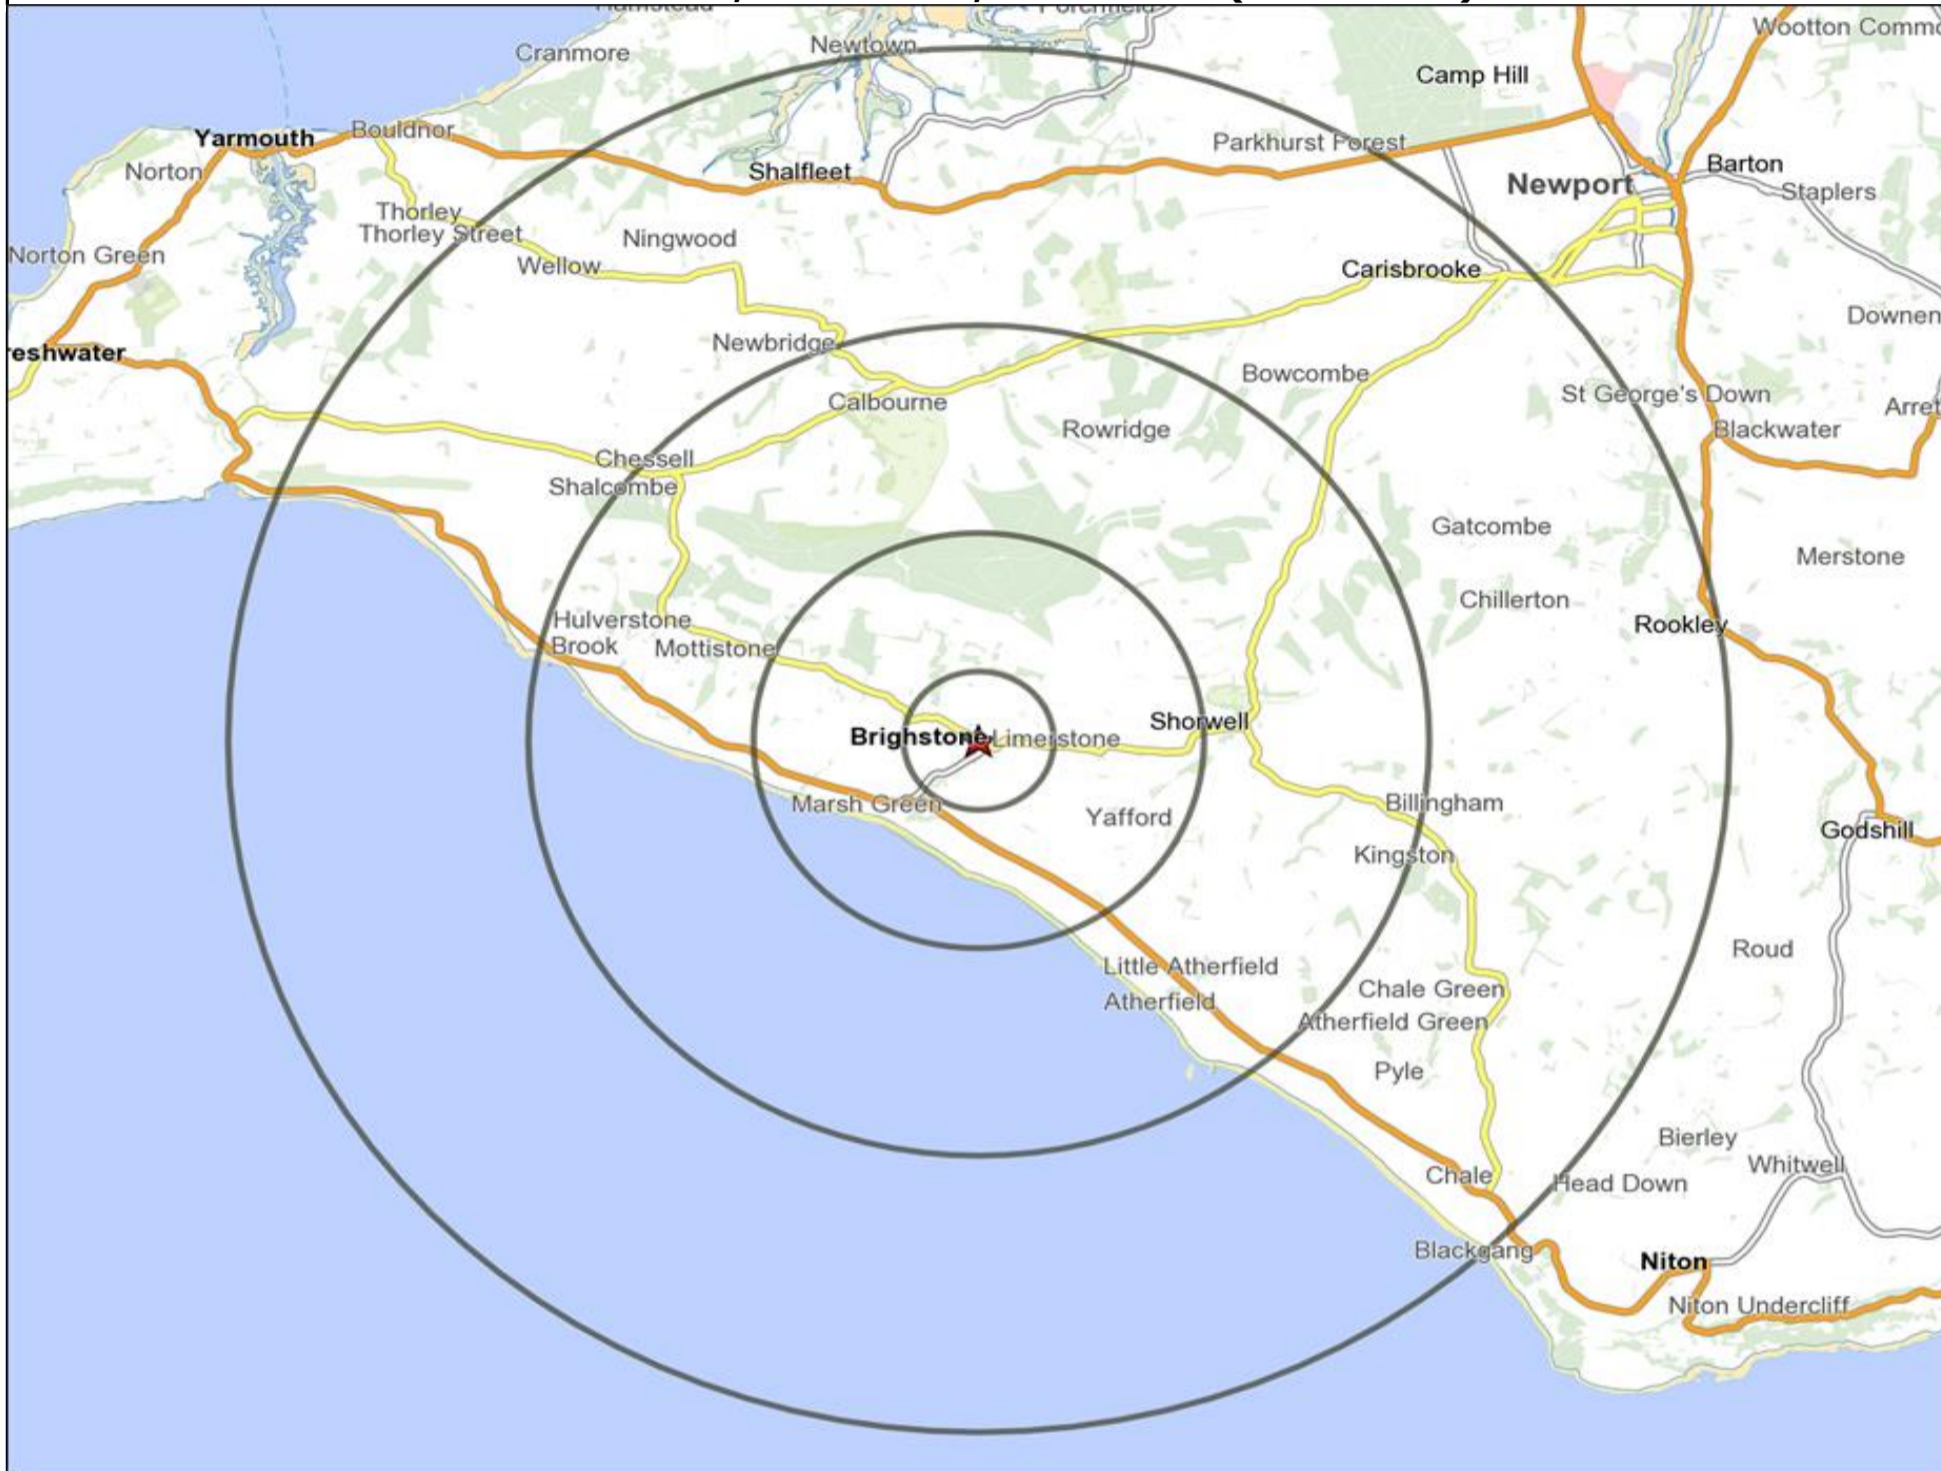 Cranmore
Newtown
Wootton Commo
Camp Hill
Yarmouth
Bouldnor
Parkhurst Forest
Norton
Shalfleet
Barton
Newport
Staplers
Thorley
Thorley Street
Ningwood
Norton Green
Wellow
Carisbrooke
Downen
reshwater
Newbridge
Bowcombe
St George's Down
Calbourne
Arret
Rowridge
Blackwater
Chessell
Shalcombe
Gatcombe
Merstone
Chillerton
Hulverstone
Rookley
Brook
Mottistone
Shorwell
Brighstone
Limerstone
Marsh Green
Billingham
Yafford
Godshill
Kingston
Roud
Little Atherfield
Chale Green
Atherfield
Atherfield Green
Pyle
Bierley
Whitwell
Chale
Head Down
Blackgang
Niton
Niton Undercliff